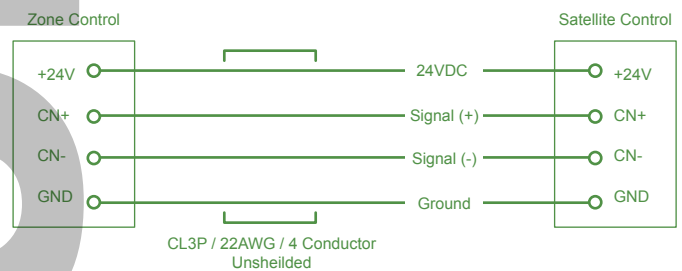 Zone Control
Satellite Control
+24V
24VDC
+24V
CN+
Signal (+)
CN+
CN-
Signal (-)
CN-
GND
Ground
GND
CL3P / 22AWG / 4 Conductor
Unsheilded